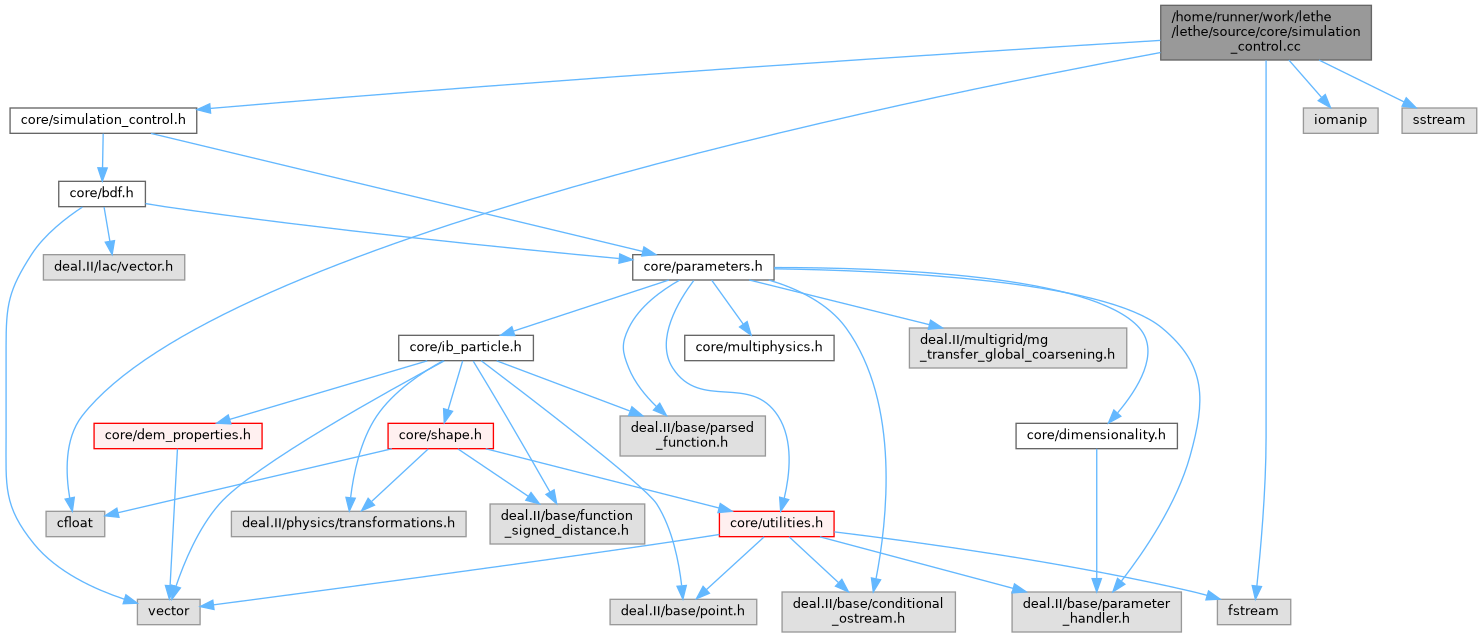 /home/runner/work/lethe
/lethe/source/core/simulation
_control.cc
core/simulation_control.h
iomanip
sstream
core/bdf.h
deal.II/lac/vector.h
core/parameters.h
core/ib_particle.h
core/multiphysics.h
deal.II/multigrid/mg
_transfer_global_coarsening.h
core/dem_properties.h
core/shape.h
deal.II/base/parsed
_function.h
core/dimensionality.h
cfloat
deal.II/physics/transformations.h
deal.II/base/function
_signed_distance.h
core/utilities.h
vector
deal.II/base/point.h
deal.II/base/conditional
_ostream.h
deal.II/base/parameter
_handler.h
fstream